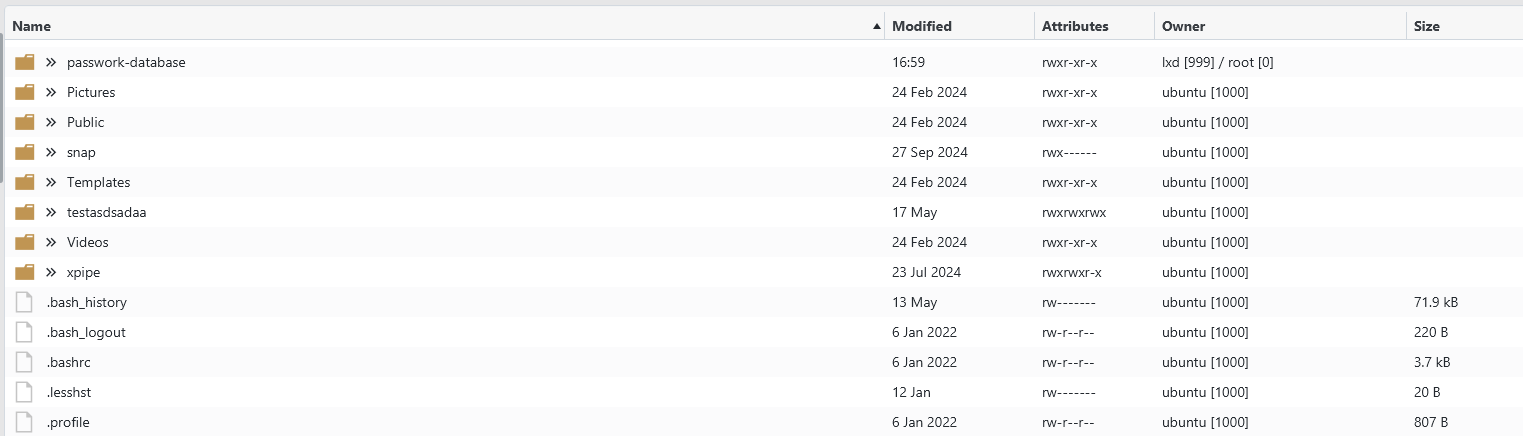 Name Modified Attributes Owner Size
passwork-database 16:59 rwxr-xr-x lxd [999] / root [0]
Pictures 24 Feb 2024 rwxr-xr-x ubuntu [1000]
Public 24 Feb 2024 rwxr-xr-x ubuntu [1000]
snap 27 Sep 2024 rwx------ ubuntu [1000]
Templates 24 Feb 2024 rwxr-xr-x ubuntu [1000]
testasdsadaa 17 May rwxrwxrwx ubuntu [1000]
Videos 24 Feb 2024 rwxr-xr-x ubuntu [1000]
xpipe 23 Jul 2024 rwxrwxr-x ubuntu [1000]
.bash_history 13 May rw------- ubuntu [1000] 71.9 kB
.bash_logout 6 Jan 2022 rw-r--r-- ubuntu [1000] 220 B
.bashrc 6 Jan 2022 rw-r--r-- ubuntu [1000] 3.7 kB
.lesshst 12 Jan rw------- ubuntu [1000] 20 B
.profile 6 Jan 2022 rw-r--r-- ubuntu [1000] 807 B